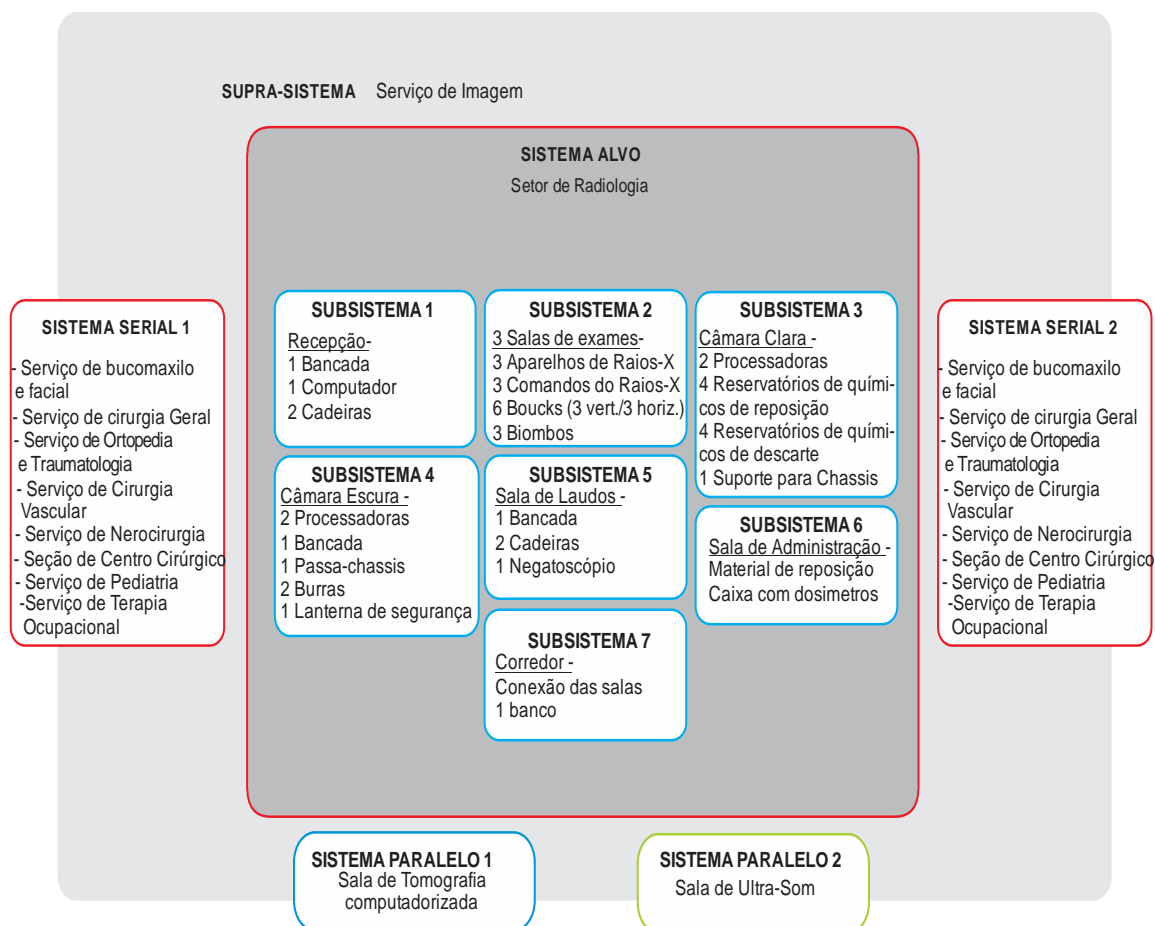 SUPRA-SISTEMA Serviço de Imagem
SISTEMA ALVO
Setor de Radiologia
SISTEMA SERIAL 1
- Serviço de bucomaxilo
e facial
- Serviço de cirurgia Geral
- Serviço de Ortopedia
e Traumatologia
- Serviço de Cirurgia
Vascular
- Serviço de Nerocirurgia
- Seção de Centro Cirúrgico
- Serviço de Pediatria
-Serviço de Terapia
Ocupacional
SUBSISTEMA 1
Recepção-
1 Bancada
1 Computador
2 Cadeiras
SUBSISTEMA 2
3 Salas de exames-
3 Aparelhos de Raios-X
3 Comandos do Raios-X
6 Boucks (3 vert./3 horiz.)
3 Biombos
SUBSISTEMA 3
Câmara Clara -
2 Processadoras
4 Reservatórios de quími-
cos de reposição
4 Reservatórios de quími-
cos de descarte
1 Suporte para Chassis
SUBSISTEMA 4
Câmara Escura -
2 Processadoras
1 Bancada
1 Passa-chassis
2 Burras
1 Lanterna de segurança
SUBSISTEMA 5
Sala de Laudos -
1 Bancada
2 Cadeiras
1 Negatoscópio
SUBSISTEMA 6
Sala de Administração -
Material de reposição
Caixa com dosimetros
SUBSISTEMA 7
Corredor -
Conexão das salas
1 banco
SISTEMA SERIAL 2
- Serviço de bucomaxilo
e facial
- Serviço de cirurgia Geral
- Serviço de Ortopedia
e Traumatologia
- Serviço de Cirurgia
Vascular
- Serviço de Nerocirurgia
- Seção de Centro Cirúrgico
- Serviço de Pediatria
-Serviço de Terapia
Ocupacional
SISTEMA PARALELO 1
Sala de Tomografia
computadorizada
SISTEMA PARALELO 2
Sala de Ultra-Som